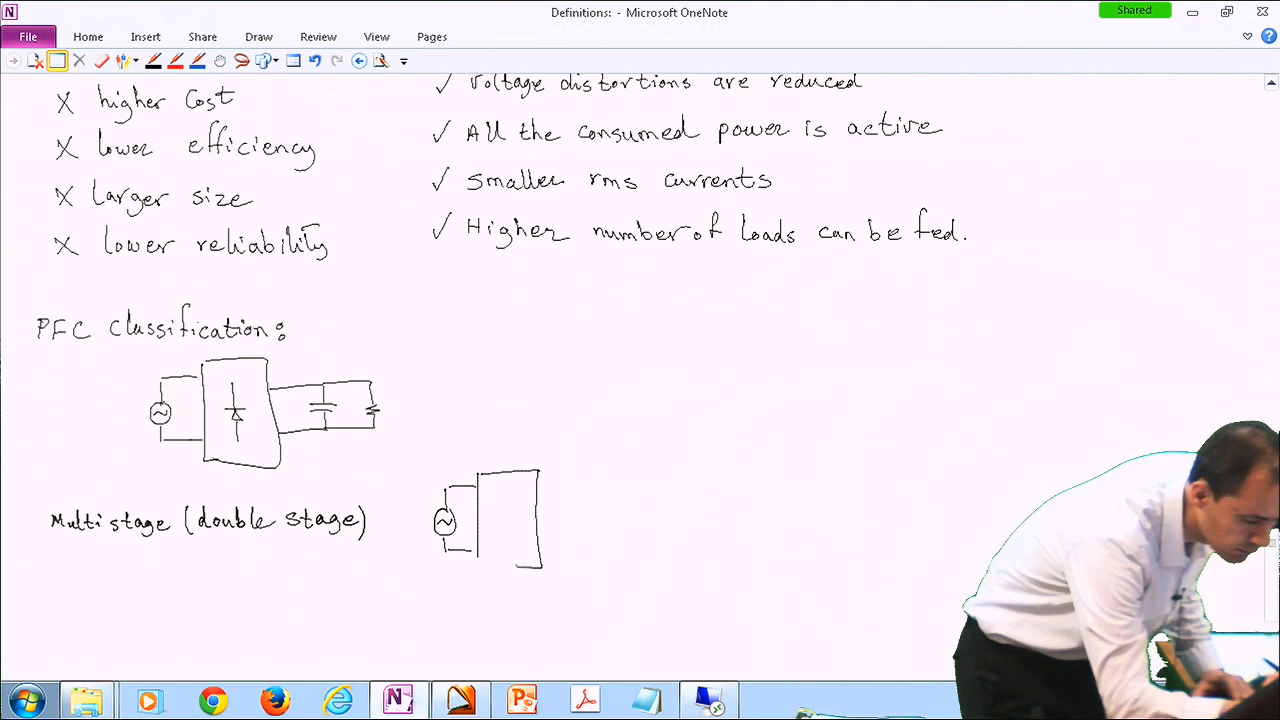 Definitions: - Microsoft OneNote
Shared
File Home Insert Share Draw Review View Pages
X higher Cost
X lower efficiency
X larger size
X lower reliability
✓ Voltage distortions are reduced
✓ All the consumed power is active
✓ Smaller rms currents
✓ Higher number of loads can be fed.
PFC Classification:
Multi stage (double stage)